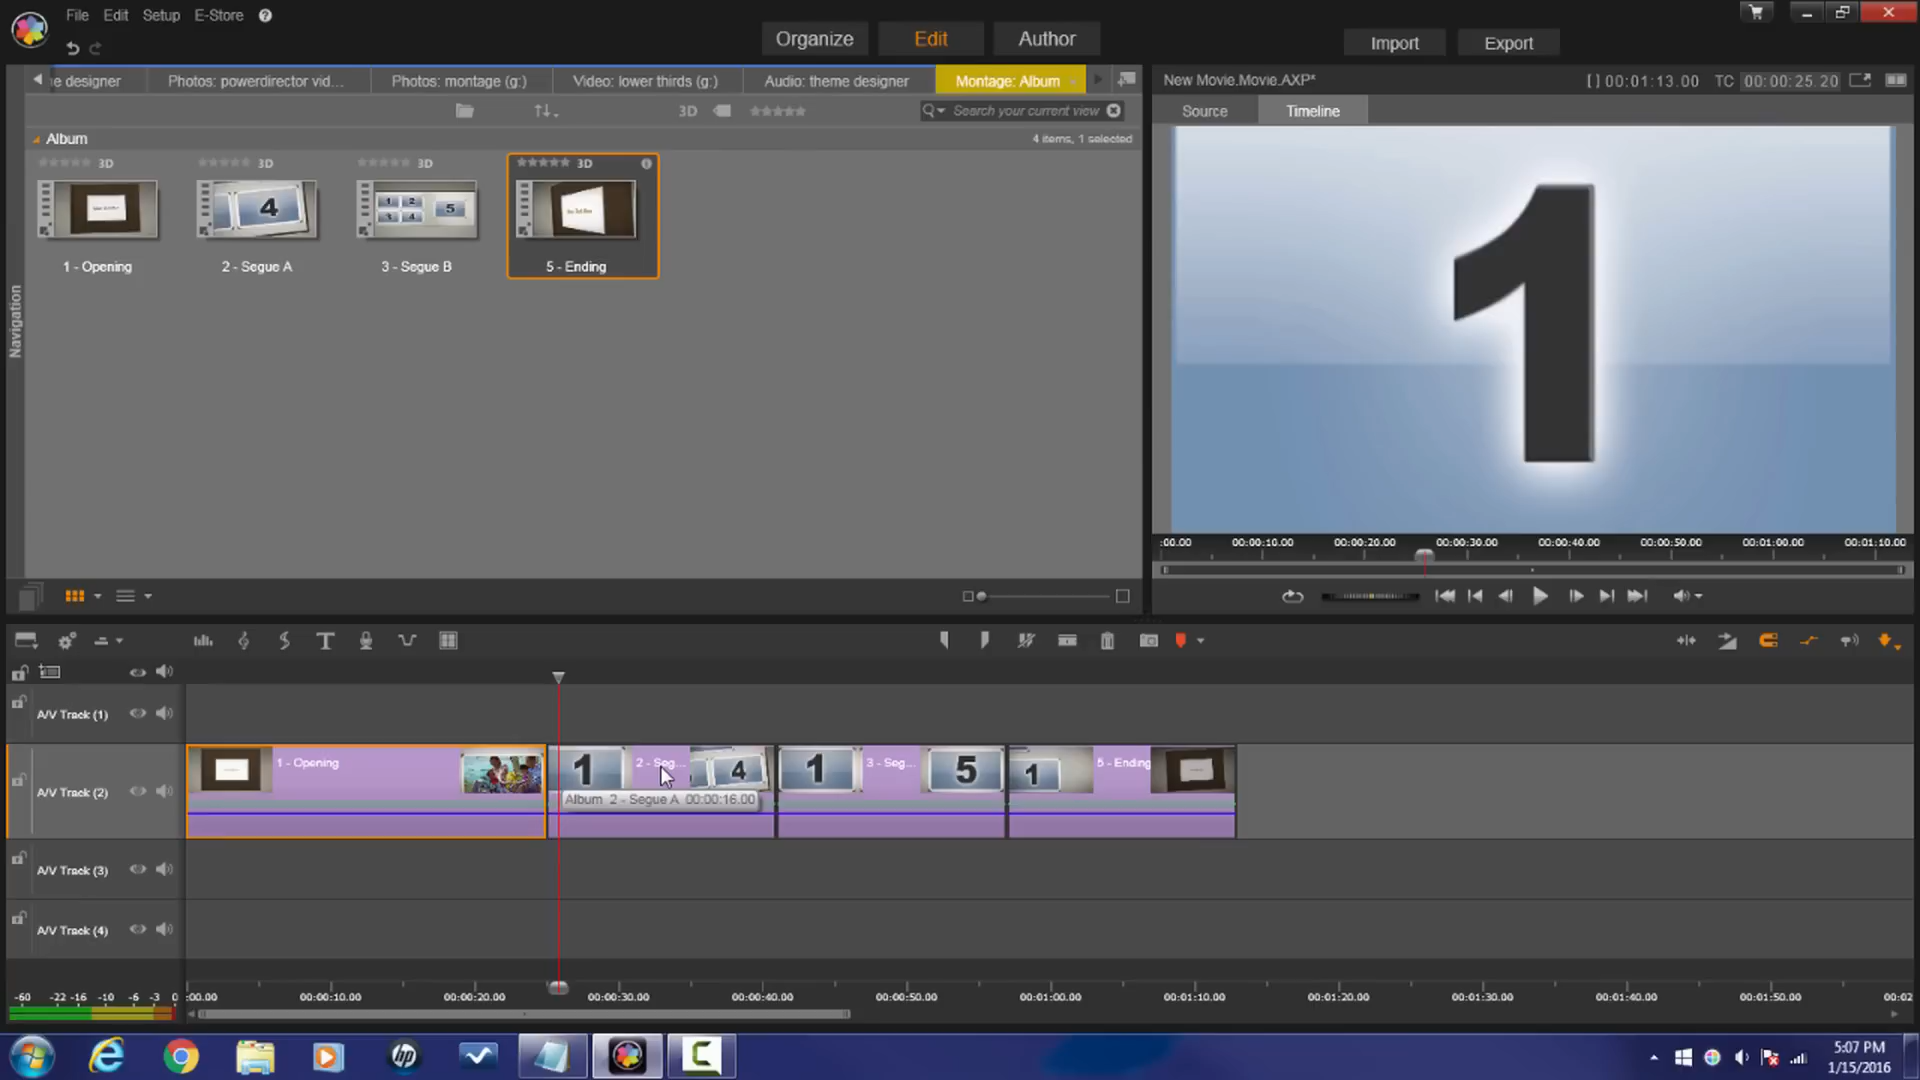 File Edit Setup E-Store ?
Organize Edit Author
Import Export
e designer Photos: powerdirector vid... Photos: montage (g:) Video: lower thirds (g:) Audio: theme designer Montage: Album
New Movie.Movie.AXP* [ ] 00:01:13.00 TC 00:00:25.20
3D Search your current view
Source Timeline
Album 4 items, 1 selected
3D 3D 3D 3D
4
1 2 5
3 4
1 - Opening 2 - Segue A 3 - Segue B 5 - Ending
1
Navigation
:00.00 00:00:10.00 00:00:20.00 00:00:30.00 00:00:40.00 00:00:50.00 00:01:00.00 00:01:10.00
A/V Track (1)
1 - Opening 1 2 - Seg... 4 1 3 - Seg... 5 1 5 - Ending
A/V Track (2)
Album 2 - Segue A 00:00:16.00
A/V Track (3)
A/V Track (4)
-60 -22 -16 -10 -6 -3 0 :00.00 00:00:10.00 00:00:20.00 00:00:30.00 00:00:40.00 00:00:50.00 00:01:00.00 00:01:10.00 00:01:20.00 00:01:30.00 00:01:40.00 00:01:50.00 00:02
hp C
5:07 PM
1/15/2016